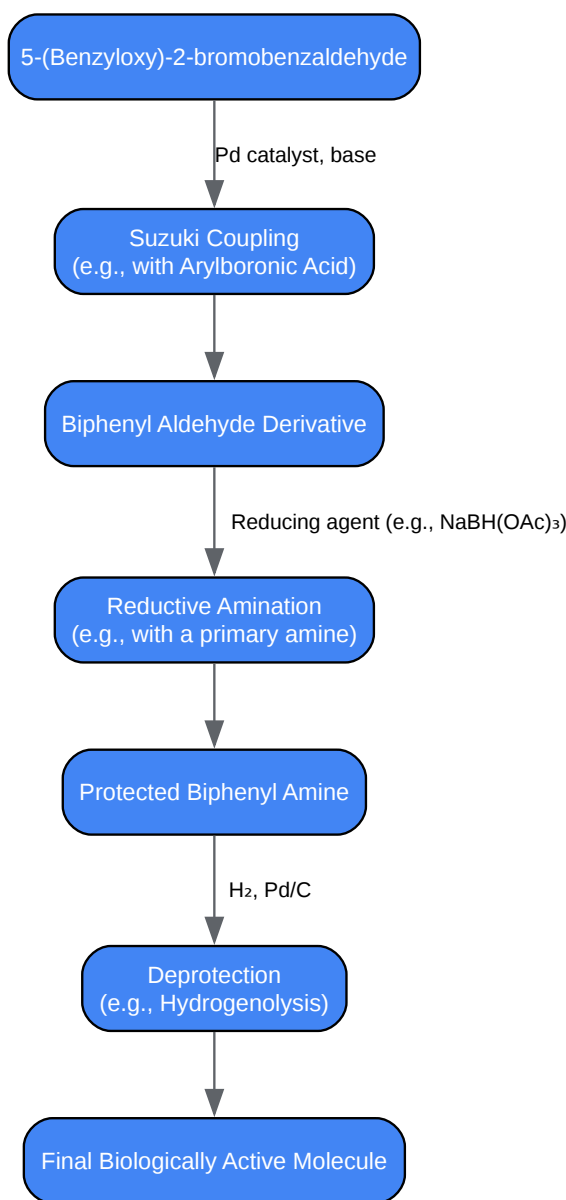 5-(Benzyloxy)-2-bromobenzaldehyde
Pd catalyst, base
Suzuki Coupling
(e.g., with Arylboronic Acid)
Biphenyl Aldehyde Derivative
Reducing agent (e.g., NaBH(OAc)₃)
Reductive Amination
(e.g., with a primary amine)
Protected Biphenyl Amine
H₂, Pd/C
Deprotection
(e.g., Hydrogenolysis)
Final Biologically Active Molecule